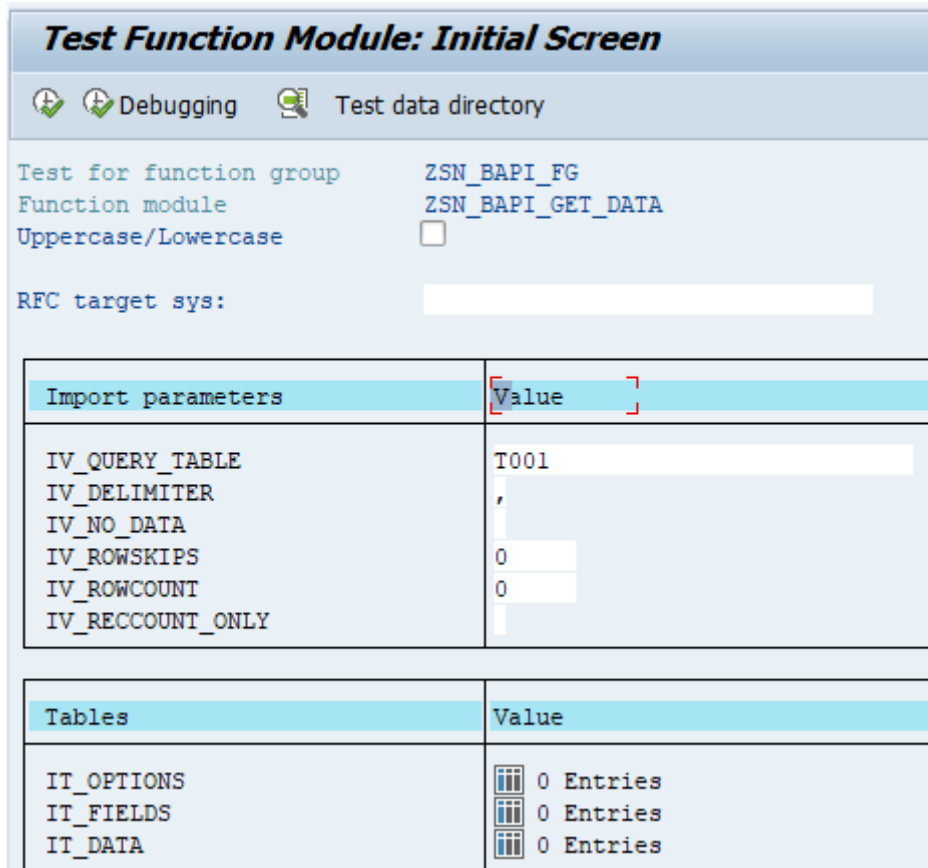 Test Function Module: Initial Screen
Debugging Test data directory
Test for function group ZSN_BAPI_FG
Function module ZSN_BAPI_GET_DATA
Uppercase/Lowercase
RFC target sys:
Import parameters Value
IV_QUERY_TABLE T001
IV_DELIMITER ,
IV_NO_DATA
IV_ROWSKIPS 0
IV_ROWCOUNT 0
IV_RECCOUNT_ONLY
Tables Value
IT_OPTIONS 0 Entries
IT_FIELDS 0 Entries
IT_DATA 0 Entries